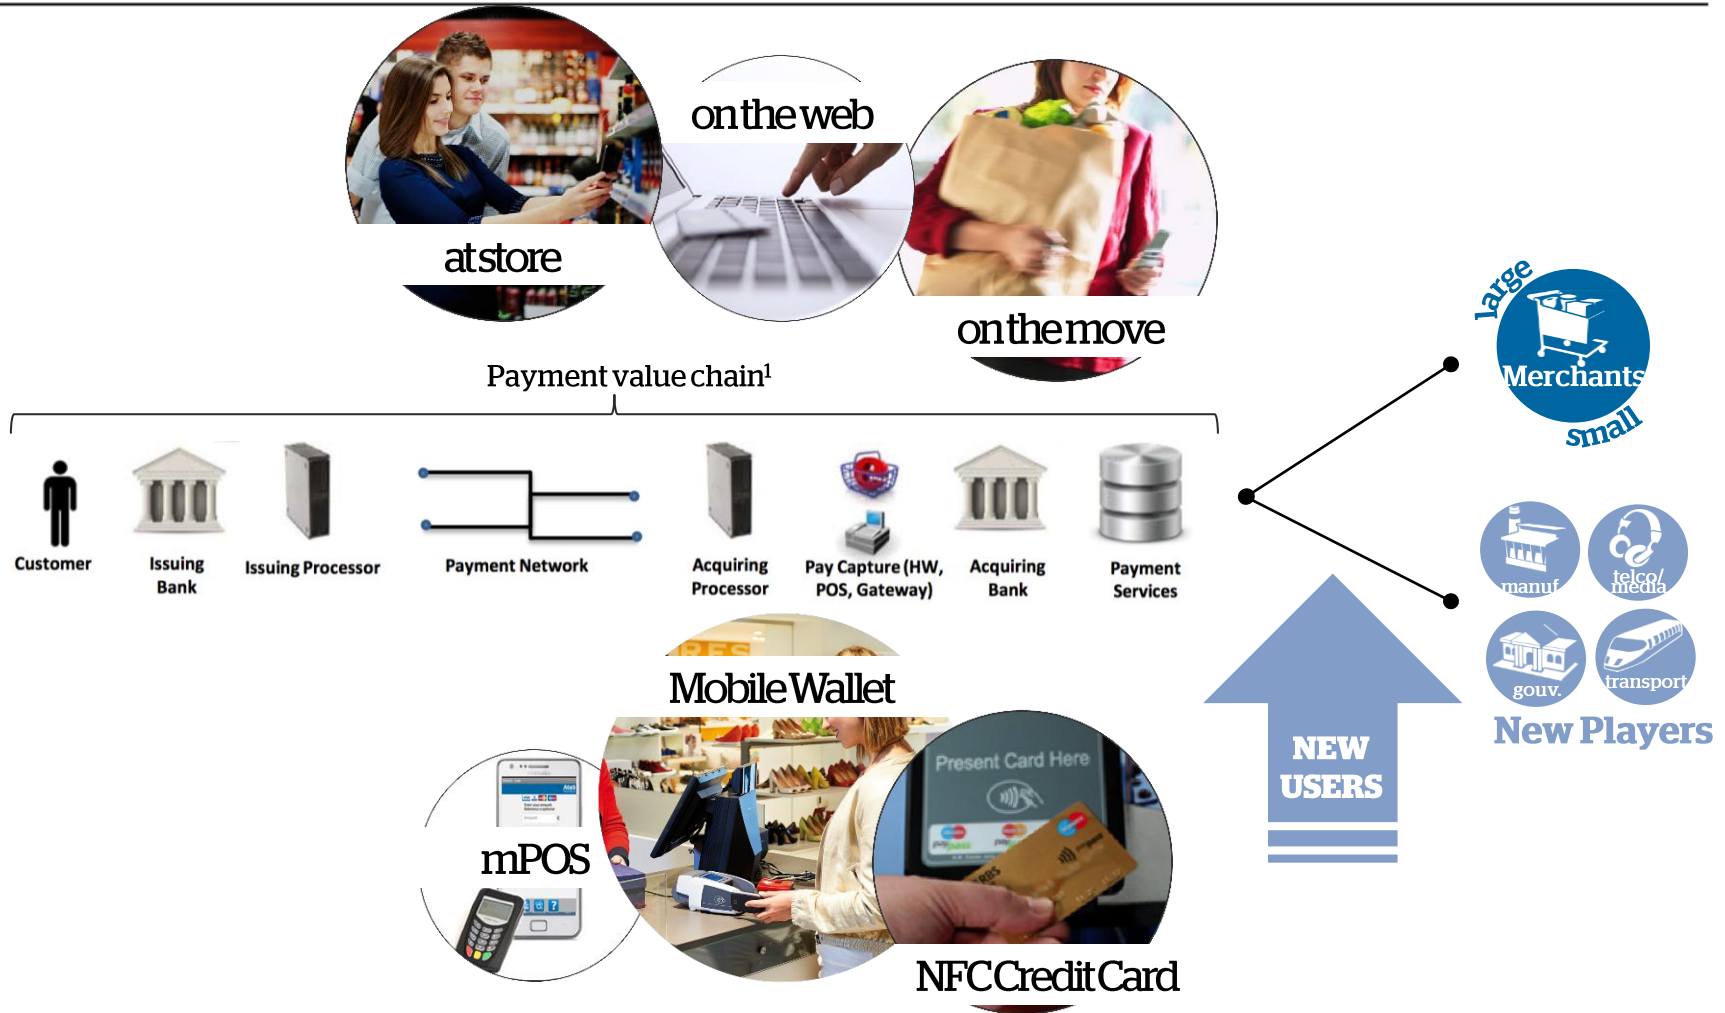 on the web
at store
on the move
Payment value chain¹
Customer
Issuing
Bank
Issuing Processor
Payment Network
Acquiring
Processor
Pay Capture (HW,
POS, Gateway)
Acquiring
Bank
Payment
Services
large
Merchants
small
manuf
telco/
media
gouv.
transport
New Players
NEW
USERS
Mobile Wallet
mPOS
Present Card Here
NFC Credit Card